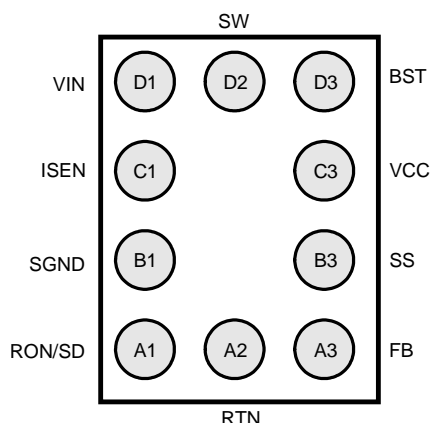 SW
VIN D1 D2 D3 BST
ISEN C1 C3 VCC
SGND B1 B3 SS
RON/SD A1 A2 A3 FB
RTN